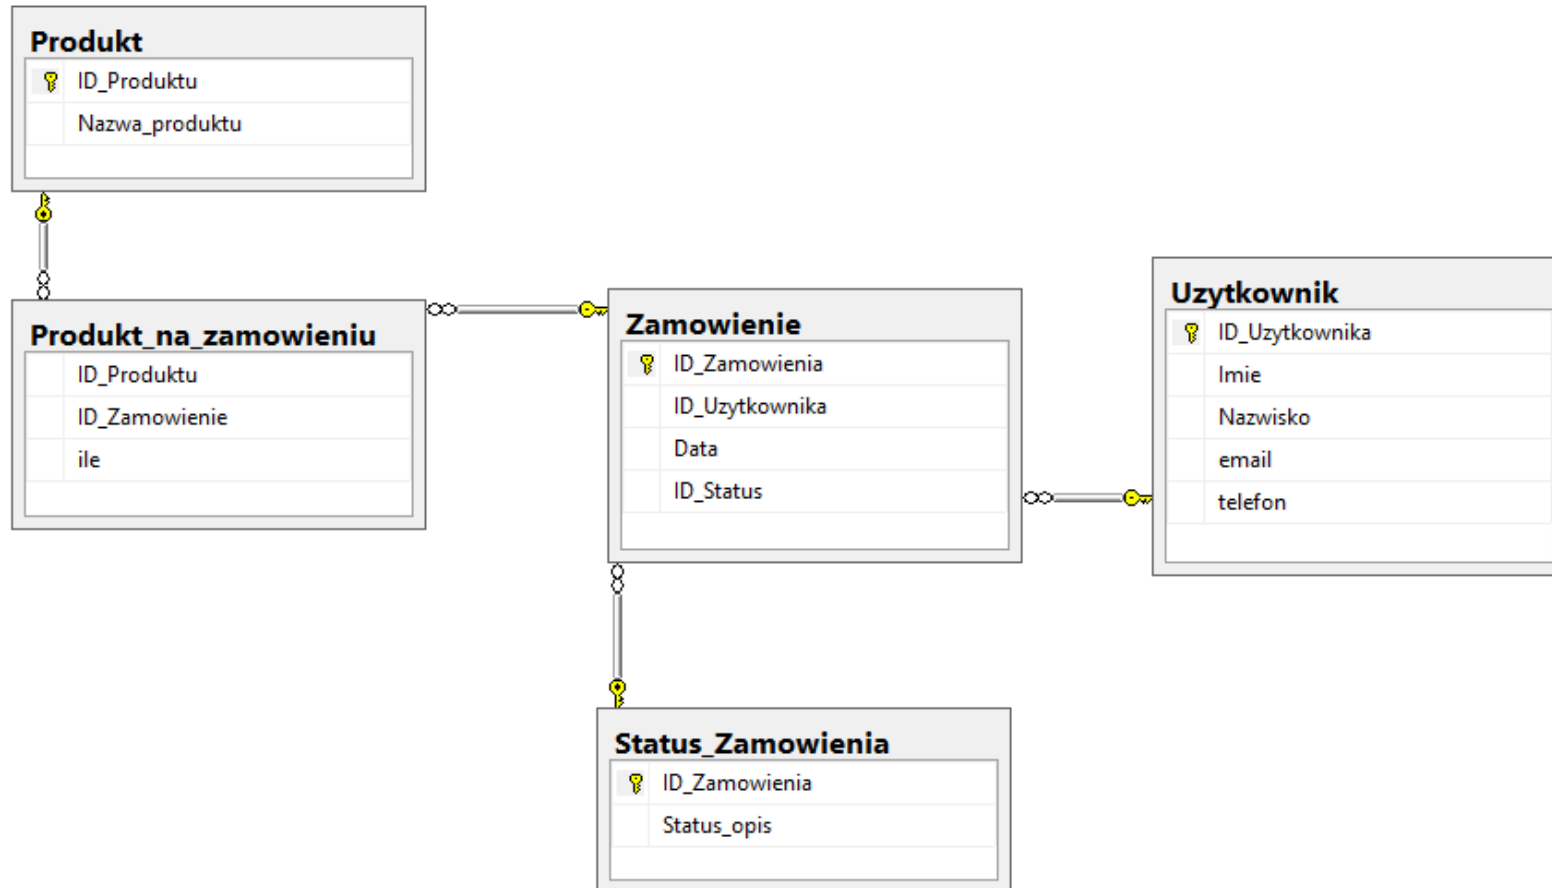 Produkt
ID_Produktu
Nazwa_produktu
Produkt_na_zamowieniu
ID_Produktu
ID_Zamowienie
ile
Zamowienie
ID_Zamowienia
ID_Uzytkownika
Data
ID_Status
Uzytkownik
ID_Uzytkownika
Imie
Nazwisko
email
telefon
Status_Zamowienia
ID_Zamowienia
Status_opis